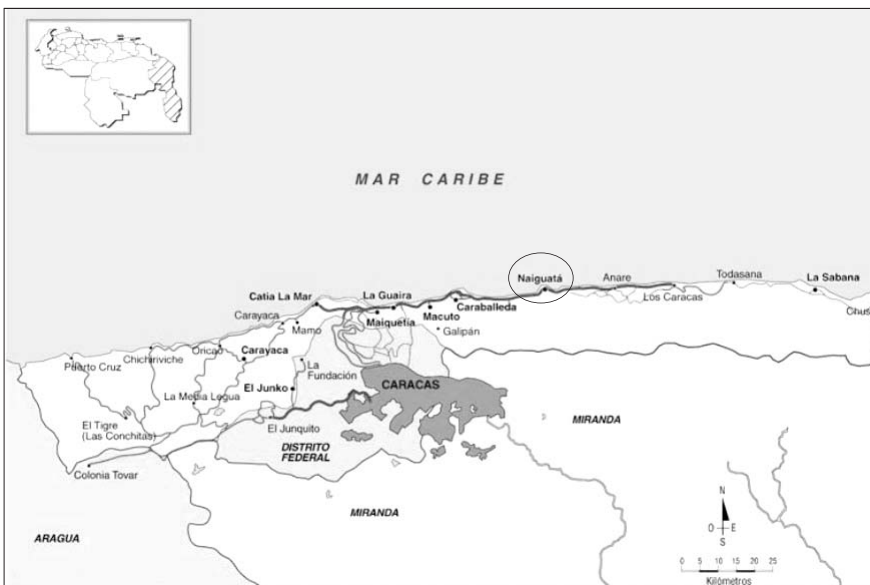 MAR CARIBE
Naiguatá
Anare
Todasana
La Sabana
Los Caracas
Chus
Catia La Mar
La Guaira
Caraballeda
Macuto
Maiquetía
Galipán
Carayaca
Mamo
Oricao
Chichiriviche
Puerto Cruz
Carayaca
La
Fundación
La Media Legua
El Junko
CARACAS
El Tigre
(Las Conchitas)
El Junquito
DISTRITO
FEDERAL
MIRANDA
Colonia Tovar
MIRANDA
ARAGUA
N
O E
S
0 5 10 15 20 25
Kilómetros